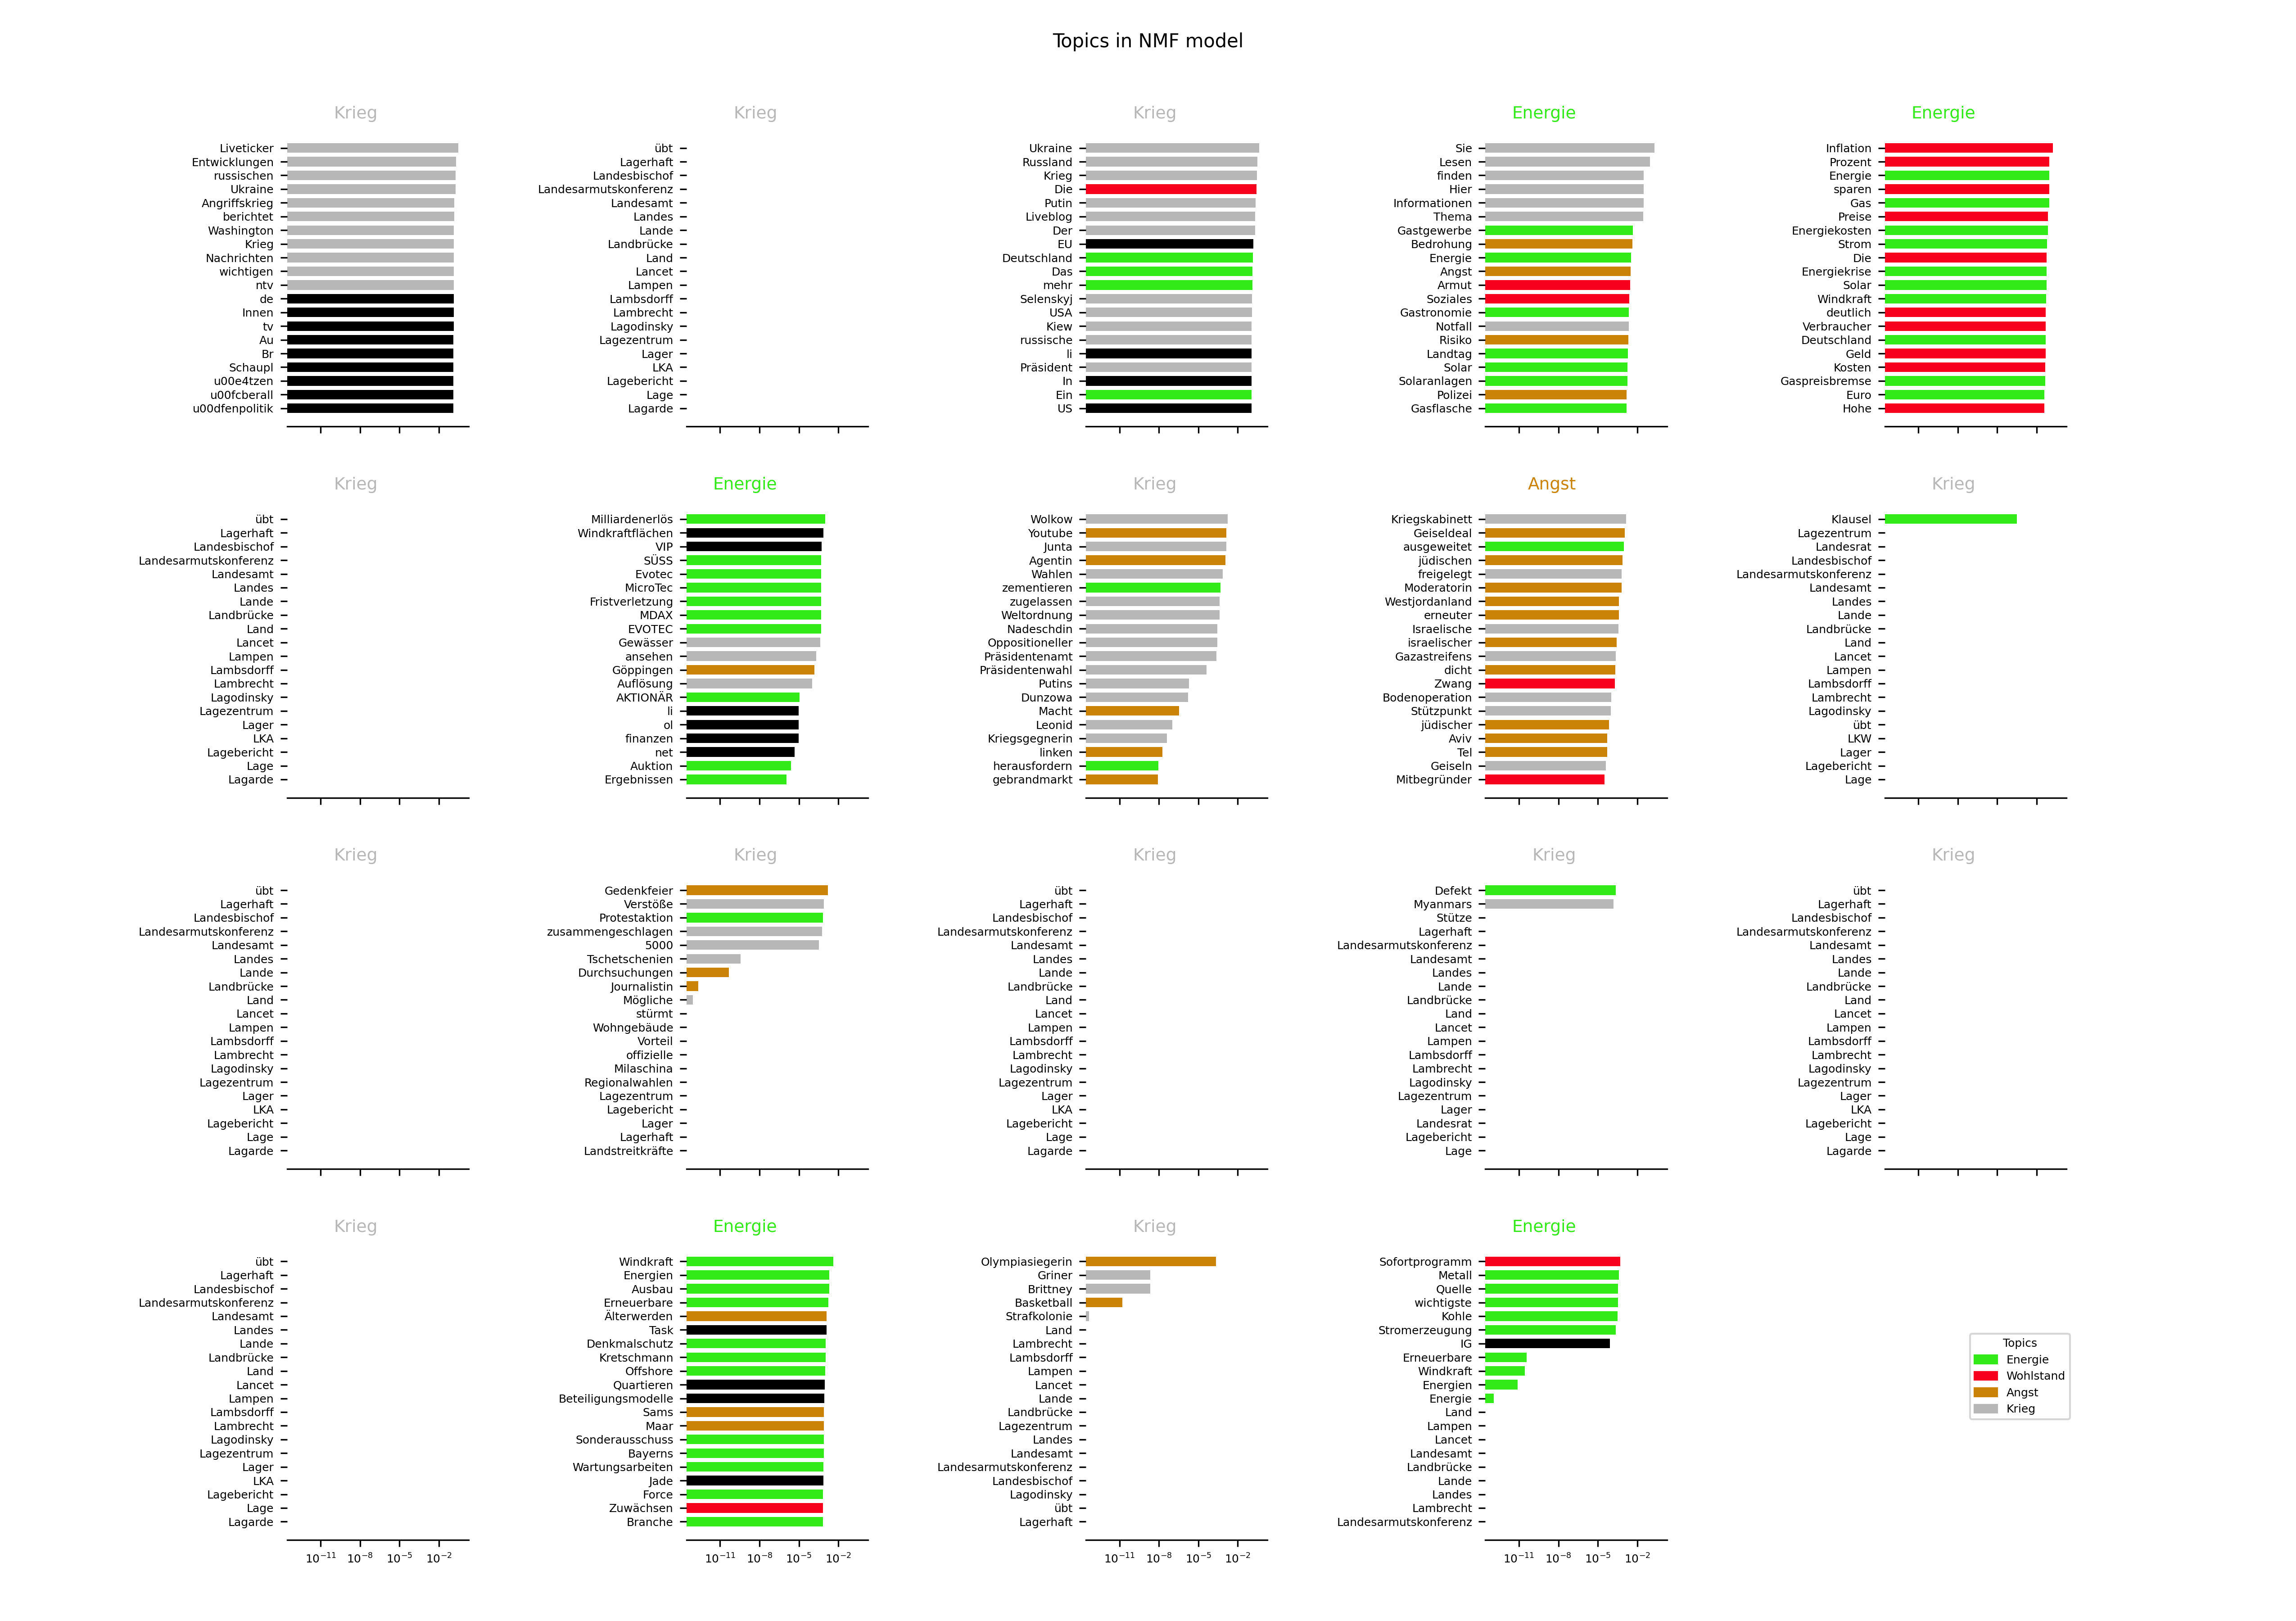 Topics in NMF model
Krieg
Liveticker
Entwicklungen
russischen
Ukraine
Angriffskrieg
berichtet
Washington
Krieg
Nachrichten
wichtigen
ntv
de
Innen
tv
Au
Br
Schaupl
u00e4tzen
u00fcberall
u00dfenpolitik
Krieg
übt
Lagerhaft
Landesbischof
Landesarmutskonferenz
Landesamt
Landes
Lande
Landbrücke
Land
Lancet
Lampen
Lambsdorff
Lambrecht
Lagodinsky
Lagezentrum
Lager
LKA
Lagebericht
Lage
Lagarde
Krieg
Ukraine
Russland
Krieg
Die
Putin
Liveblog
Der
EU
Deutschland
Das
mehr
Selenskyj
USA
Kiew
russische
li
Präsident
In
Ein
US
Energie
Sie
Lesen
finden
Hier
Informationen
Thema
Gastgewerbe
Bedrohung
Energie
Angst
Armut
Soziales
Gastronomie
Notfall
Risiko
Landtag
Solar
Solaranlagen
Polizei
Gasflasche
Energie
Inflation
Prozent
Energie
sparen
Gas
Preise
Energiekosten
Strom
Die
Energiekrise
Solar
Windkraft
deutlich
Verbraucher
Deutschland
Geld
Kosten
Gaspreisbremse
Euro
Hohe
Krieg
übt
Lagerhaft
Landesbischof
Landesarmutskonferenz
Landesamt
Landes
Lande
Landbrücke
Land
Lancet
Lampen
Lambsdorff
Lambrecht
Lagodinsky
Lagezentrum
Lager
LKA
Lagebericht
Lage
Lagarde
Energie
Milliardenerlös
Windkraftflächen
VIP
SÜSS
Evotec
MicroTec
Fristverletzung
MDAX
EVOTEC
Gewässer
ansehen
Göppingen
Auflösung
AKTIONÄR
li
ol
finanzen
net
Auktion
Ergebnissen
Krieg
Wolkow
Youtube
Junta
Agentin
Wahlen
zementieren
zugelassen
Weltordnung
Nadeschdin
Oppositioneller
Präsidentenamt
Präsidentenwahl
Putins
Dunzowa
Macht
Leonid
Kriegsgegnerin
linken
herausfordern
gebrandmarkt
Angst
Kriegskabinett
Geiseldeal
ausgeweitet
jüdischen
freigelegt
Moderatorin
Westjordanland
erneuter
Israelische
israelischer
Gazastreifens
dicht
Zwang
Bodenoperation
Stützpunkt
jüdischer
Aviv
Tel
Geiseln
Mitbegründer
Krieg
Klausel
Lagezentrum
Landesrat
Landesbischof
Landesarmutskonferenz
Landesamt
Landes
Lande
Landbrücke
Land
Lancet
Lampen
Lambsdorff
Lambrecht
Lagodinsky
übt
LKW
Lager
Lagebericht
Lage
Krieg
übt
Lagerhaft
Landesbischof
Landesarmutskonferenz
Landesamt
Landes
Lande
Landbrücke
Land
Lancet
Lampen
Lambsdorff
Lambrecht
Lagodinsky
Lagezentrum
Lager
LKA
Lagebericht
Lage
Lagarde
Krieg
Gedenkfeier
Verstöße
Protestaktion
zusammengeschlagen
5000
Tschetschenien
Durchsuchungen
Journalistin
Mögliche
stürmt
Wohngebäude
Vorteil
offizielle
Milaschina
Regionalwahlen
Lagezentrum
Lagebericht
Lager
Lagerhaft
Landstreitkräfte
Krieg
übt
Lagerhaft
Landesbischof
Landesarmutskonferenz
Landesamt
Landes
Lande
Landbrücke
Land
Lancet
Lampen
Lambsdorff
Lambrecht
Lagodinsky
Lagezentrum
Lager
LKA
Lagebericht
Lage
Lagarde
Krieg
Defekt
Myanmars
Stütze
Lagerhaft
Landesarmutskonferenz
Landesamt
Landes
Lande
Landbrücke
Land
Lancet
Lampen
Lambsdorff
Lambrecht
Lagodinsky
Lagezentrum
Lager
Landesrat
Lagebericht
Lage
Krieg
übt
Lagerhaft
Landesbischof
Landesarmutskonferenz
Landesamt
Landes
Lande
Landbrücke
Land
Lancet
Lampen
Lambsdorff
Lambrecht
Lagodinsky
Lagezentrum
Lager
LKA
Lagebericht
Lage
Lagarde
Krieg
übt
Lagerhaft
Landesbischof
Landesarmutskonferenz
Landesamt
Landes
Lande
Landbrücke
Land
Lancet
Lampen
Lambsdorff
Lambrecht
Lagodinsky
Lagezentrum
Lager
LKA
Lagebericht
Lage
Lagarde
10⁻¹¹ 10⁻⁸ 10⁻⁵ 10⁻²
Energie
Windkraft
Energien
Ausbau
Erneuerbare
Älterwerden
Task
Denkmalschutz
Kretschmann
Offshore
Quartieren
Beteiligungsmodelle
Sams
Maar
Sonderausschuss
Bayerns
Wartungsarbeiten
Jade
Force
Zuwächsen
Branche
10⁻¹¹ 10⁻⁸ 10⁻⁵ 10⁻²
Krieg
Olympiasiegerin
Griner
Brittney
Basketball
Strafkolonie
Land
Lambrecht
Lambsdorff
Lampen
Lancet
Lande
Landbrücke
Lagezentrum
Landes
Landesamt
Landesarmutskonferenz
Landesbischof
Lagodinsky
übt
Lagerhaft
10⁻¹¹ 10⁻⁸ 10⁻⁵ 10⁻²
Energie
Sofortprogramm
Metall
Quelle
wichtigste
Kohle
Stromerzeugung
IG
Erneuerbare
Windkraft
Energien
Energie
Land
Lampen
Lancet
Landesamt
Landbrücke
Lande
Landes
Lambrecht
Landesarmutskonferenz
10⁻¹¹ 10⁻⁸ 10⁻⁵ 10⁻²
Topics
Energie
Wohlstand
Angst
Krieg